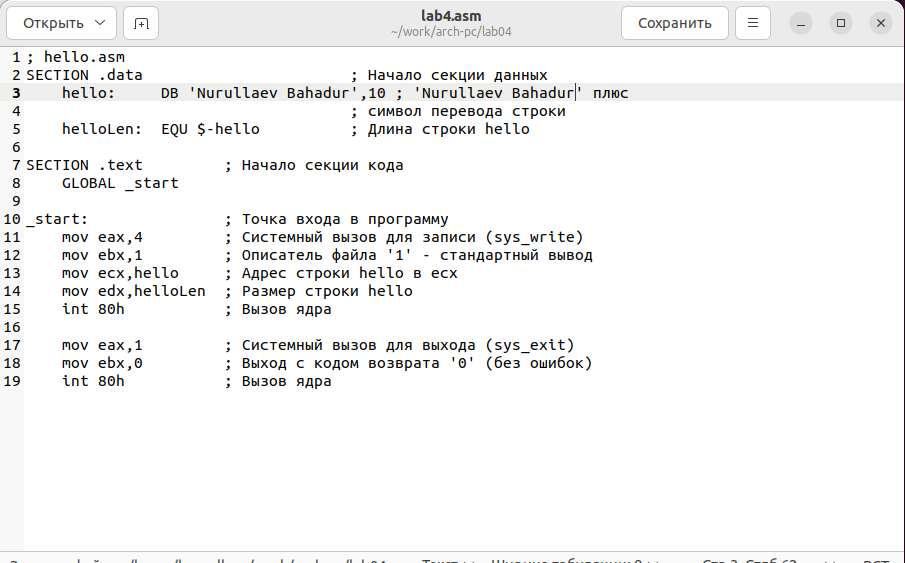 Открыть
lab4.asm
~/work/arch-pc/lab04
Сохранить
1 ; hello.asm
2 SECTION .data ; Начало секции данных
3 hello: DB 'Nurullaev Bahadur',10 ; 'Nurullaev Bahadur' плюс
4 ; символ перевода строки
5 helloLen: EQU $-hello ; Длина строки hello
6
7 SECTION .text ; Начало секции кода
8 GLOBAL _start
9
10 _start: ; Точка входа в программу
11 mov eax,4 ; Системный вызов для записи (sys_write)
12 mov ebx,1 ; Описатель файла '1' - стандартный вывод
13 mov ecx,hello ; Адрес строки hello в ecx
14 mov edx,helloLen ; Размер строки hello
15 int 80h ; Вызов ядра
16
17 mov eax,1 ; Системный вызов для выхода (sys_exit)
18 mov ebx,0 ; Выход с кодом возврата '0' (без ошибок)
19 int 80h ; Вызов ядра